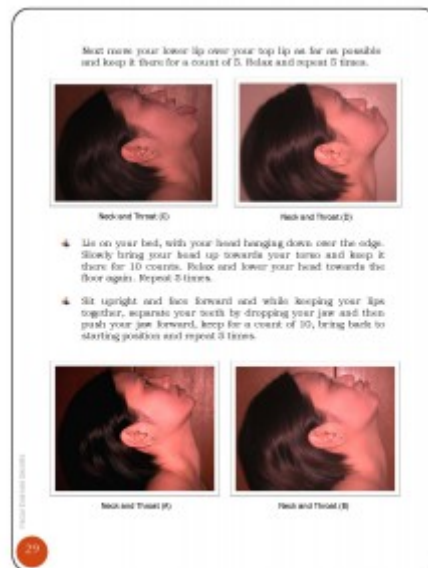 Next move your lower lip over your top lip as far as possible
and keep it there for a count of 5. Relax and repeat 5 times.
Neck and Throat (C)
Neck and Throat (D)
Lie on your bed, with your head hanging down over the edge.
Slowly bring your head up towards your torso and keep it
there for 10 counts. Relax and lower your head towards the
floor again. Repeat 3 times.
Sit upright and face forward and while keeping your lips
together, separate your teeth by dropping your jaw and then
push your jaw forward, keep for a count of 10, bring back to
starting position and repeat 3 times.
Neck and Throat (A)
Neck and Throat (B)
29